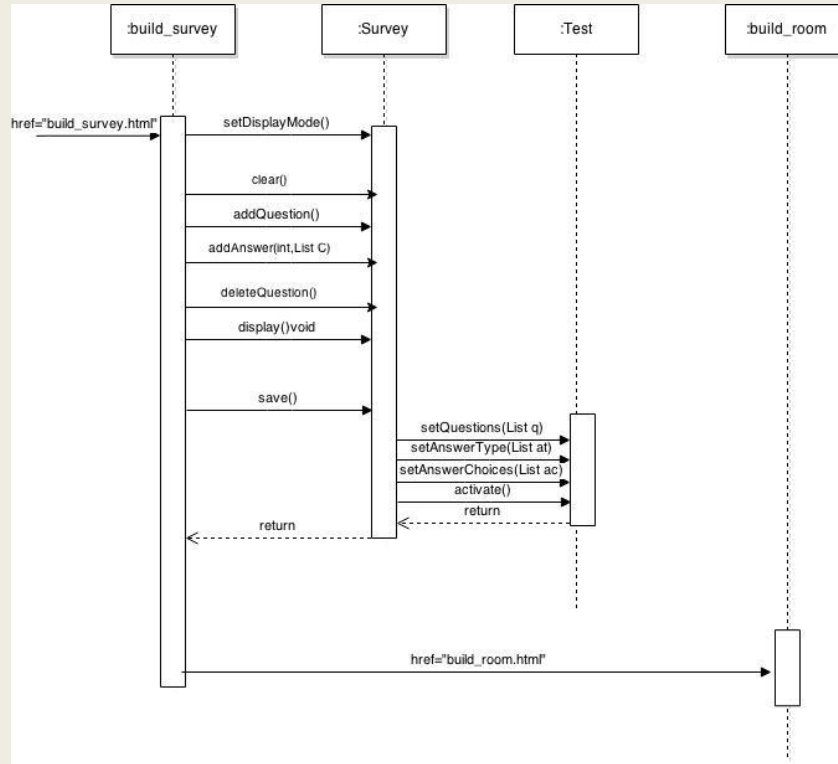 :build_survey
:Survey
:Test
:build_room
href="build_survey.html"
setDisplayMode()
clear()
addQuestion()
addAnswer(int,List C)
deleteQuestion()
display()void
save()
setQuestions(List q)
setAnswerType(List at)
setAnswerChoices(List ac)
activate()
return
return
href="build_room.html"